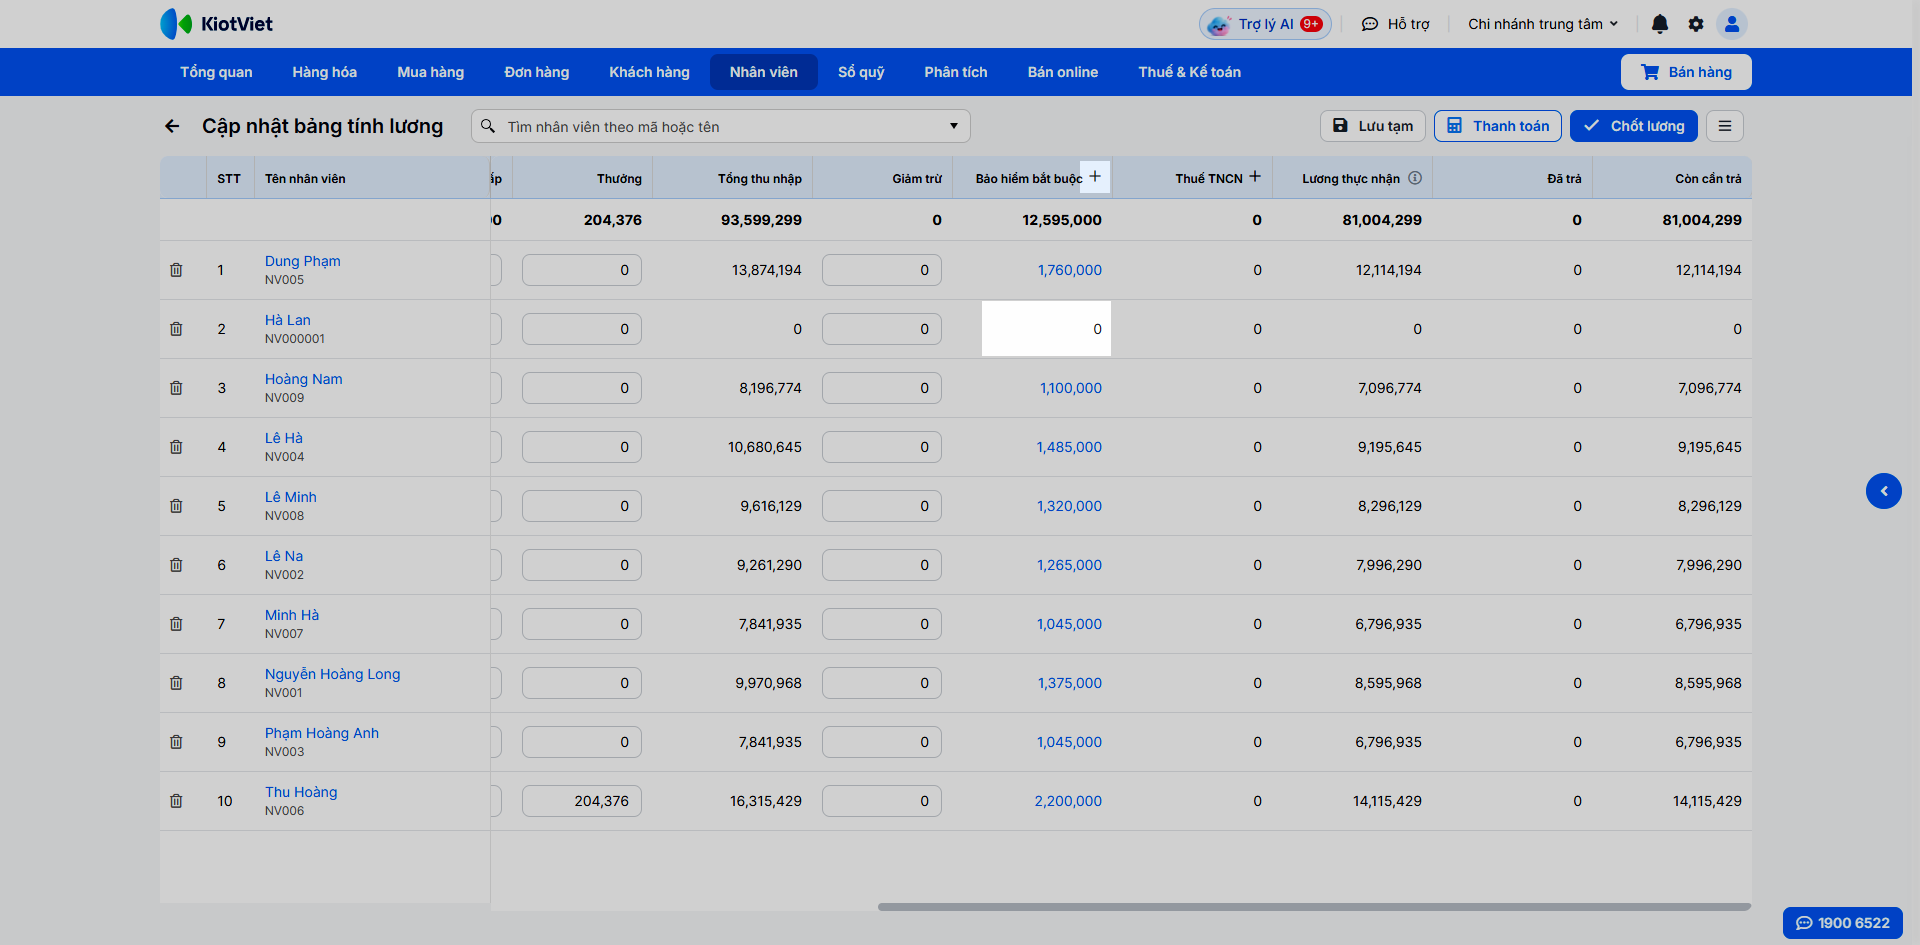 KiotViet
Trợ lý AI 9+ Hỗ trợ Chi nhánh trung tâm
Tổng quan Hàng hóa Mua hàng Đơn hàng Khách hàng Nhân viên Sổ quỹ Phân tích Bán online Thuế & Kế toán Bán hàng
Cập nhật bảng tính lương Tìm nhân viên theo mã hoặc tên Lưu tạm Thanh toán Chốt lương
STT Tên nhân viên ấp Thưởng Tổng thu nhập Giảm trừ Bảo hiểm bắt buộc + Thuế TNCN + Lương thực nhận Đã trả Còn cần trả
00 204,376 93,599,299 0 12,595,000 0 81,004,299 0 81,004,299
1 Dung Phạm 0 13,874,194 0 1,760,000 0 12,114,194 0 12,114,194
NV005
2 Hà Lan 0 0 0 0 0 0 0 0
NV000001
3 Hoàng Nam 0 8,196,774 0 1,100,000 0 7,096,774 0 7,096,774
NV009
4 Lê Hà 0 10,680,645 0 1,485,000 0 9,195,645 0 9,195,645
NV004
5 Lê Minh 0 9,616,129 0 1,320,000 0 8,296,129 0 8,296,129
NV008
6 Lê Na 0 9,261,290 0 1,265,000 0 7,996,290 0 7,996,290
NV002
7 Minh Hà 0 7,841,935 0 1,045,000 0 6,796,935 0 6,796,935
NV007
8 Nguyễn Hoàng Long 0 9,970,968 0 1,375,000 0 8,595,968 0 8,595,968
NV001
9 Phạm Hoàng Anh 0 7,841,935 0 1,045,000 0 6,796,935 0 6,796,935
NV003
10 Thu Hoàng 204,376 16,315,429 0 2,200,000 0 14,115,429 0 14,115,429
NV006
1900 6522